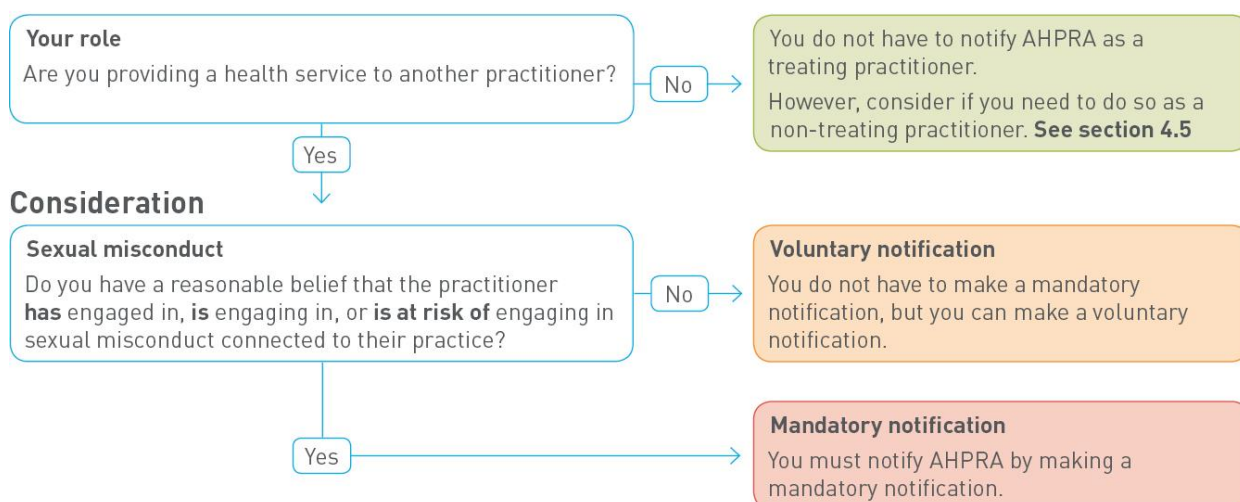 Your role
Are you providing a health service to another practitioner?
No
You do not have to notify AHPRA as a
treating practitioner.
However, consider if you need to do so as a
non-treating practitioner. See section 4.5
Yes
Consideration
Sexual misconduct
Do you have a reasonable belief that the practitioner
has engaged in, is engaging in, or is at risk of engaging in
sexual misconduct connected to their practice?
No
Voluntary notification
You do not have to make a mandatory
notification, but you can make a voluntary
notification.
Yes
Mandatory notification
You must notify AHPRA by making a
mandatory notification.